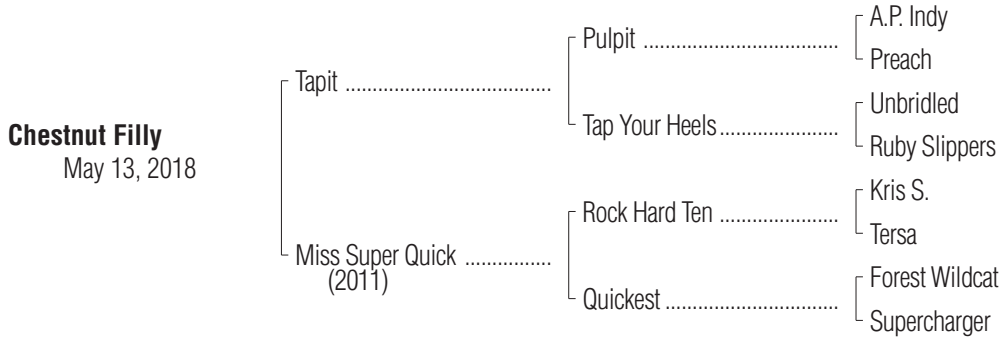 A.P. Indy
Pulpit ....................................
Preach
Tapit ......................................
Unbridled
Tap Your Heels......................
Ruby Slippers
Chestnut Filly
May 13, 2018
Kris S.
Rock Hard Ten ......................
Tersa
Miss Super Quick ................
(2011)
Forest Wildcat
Quickest ................................
Supercharger